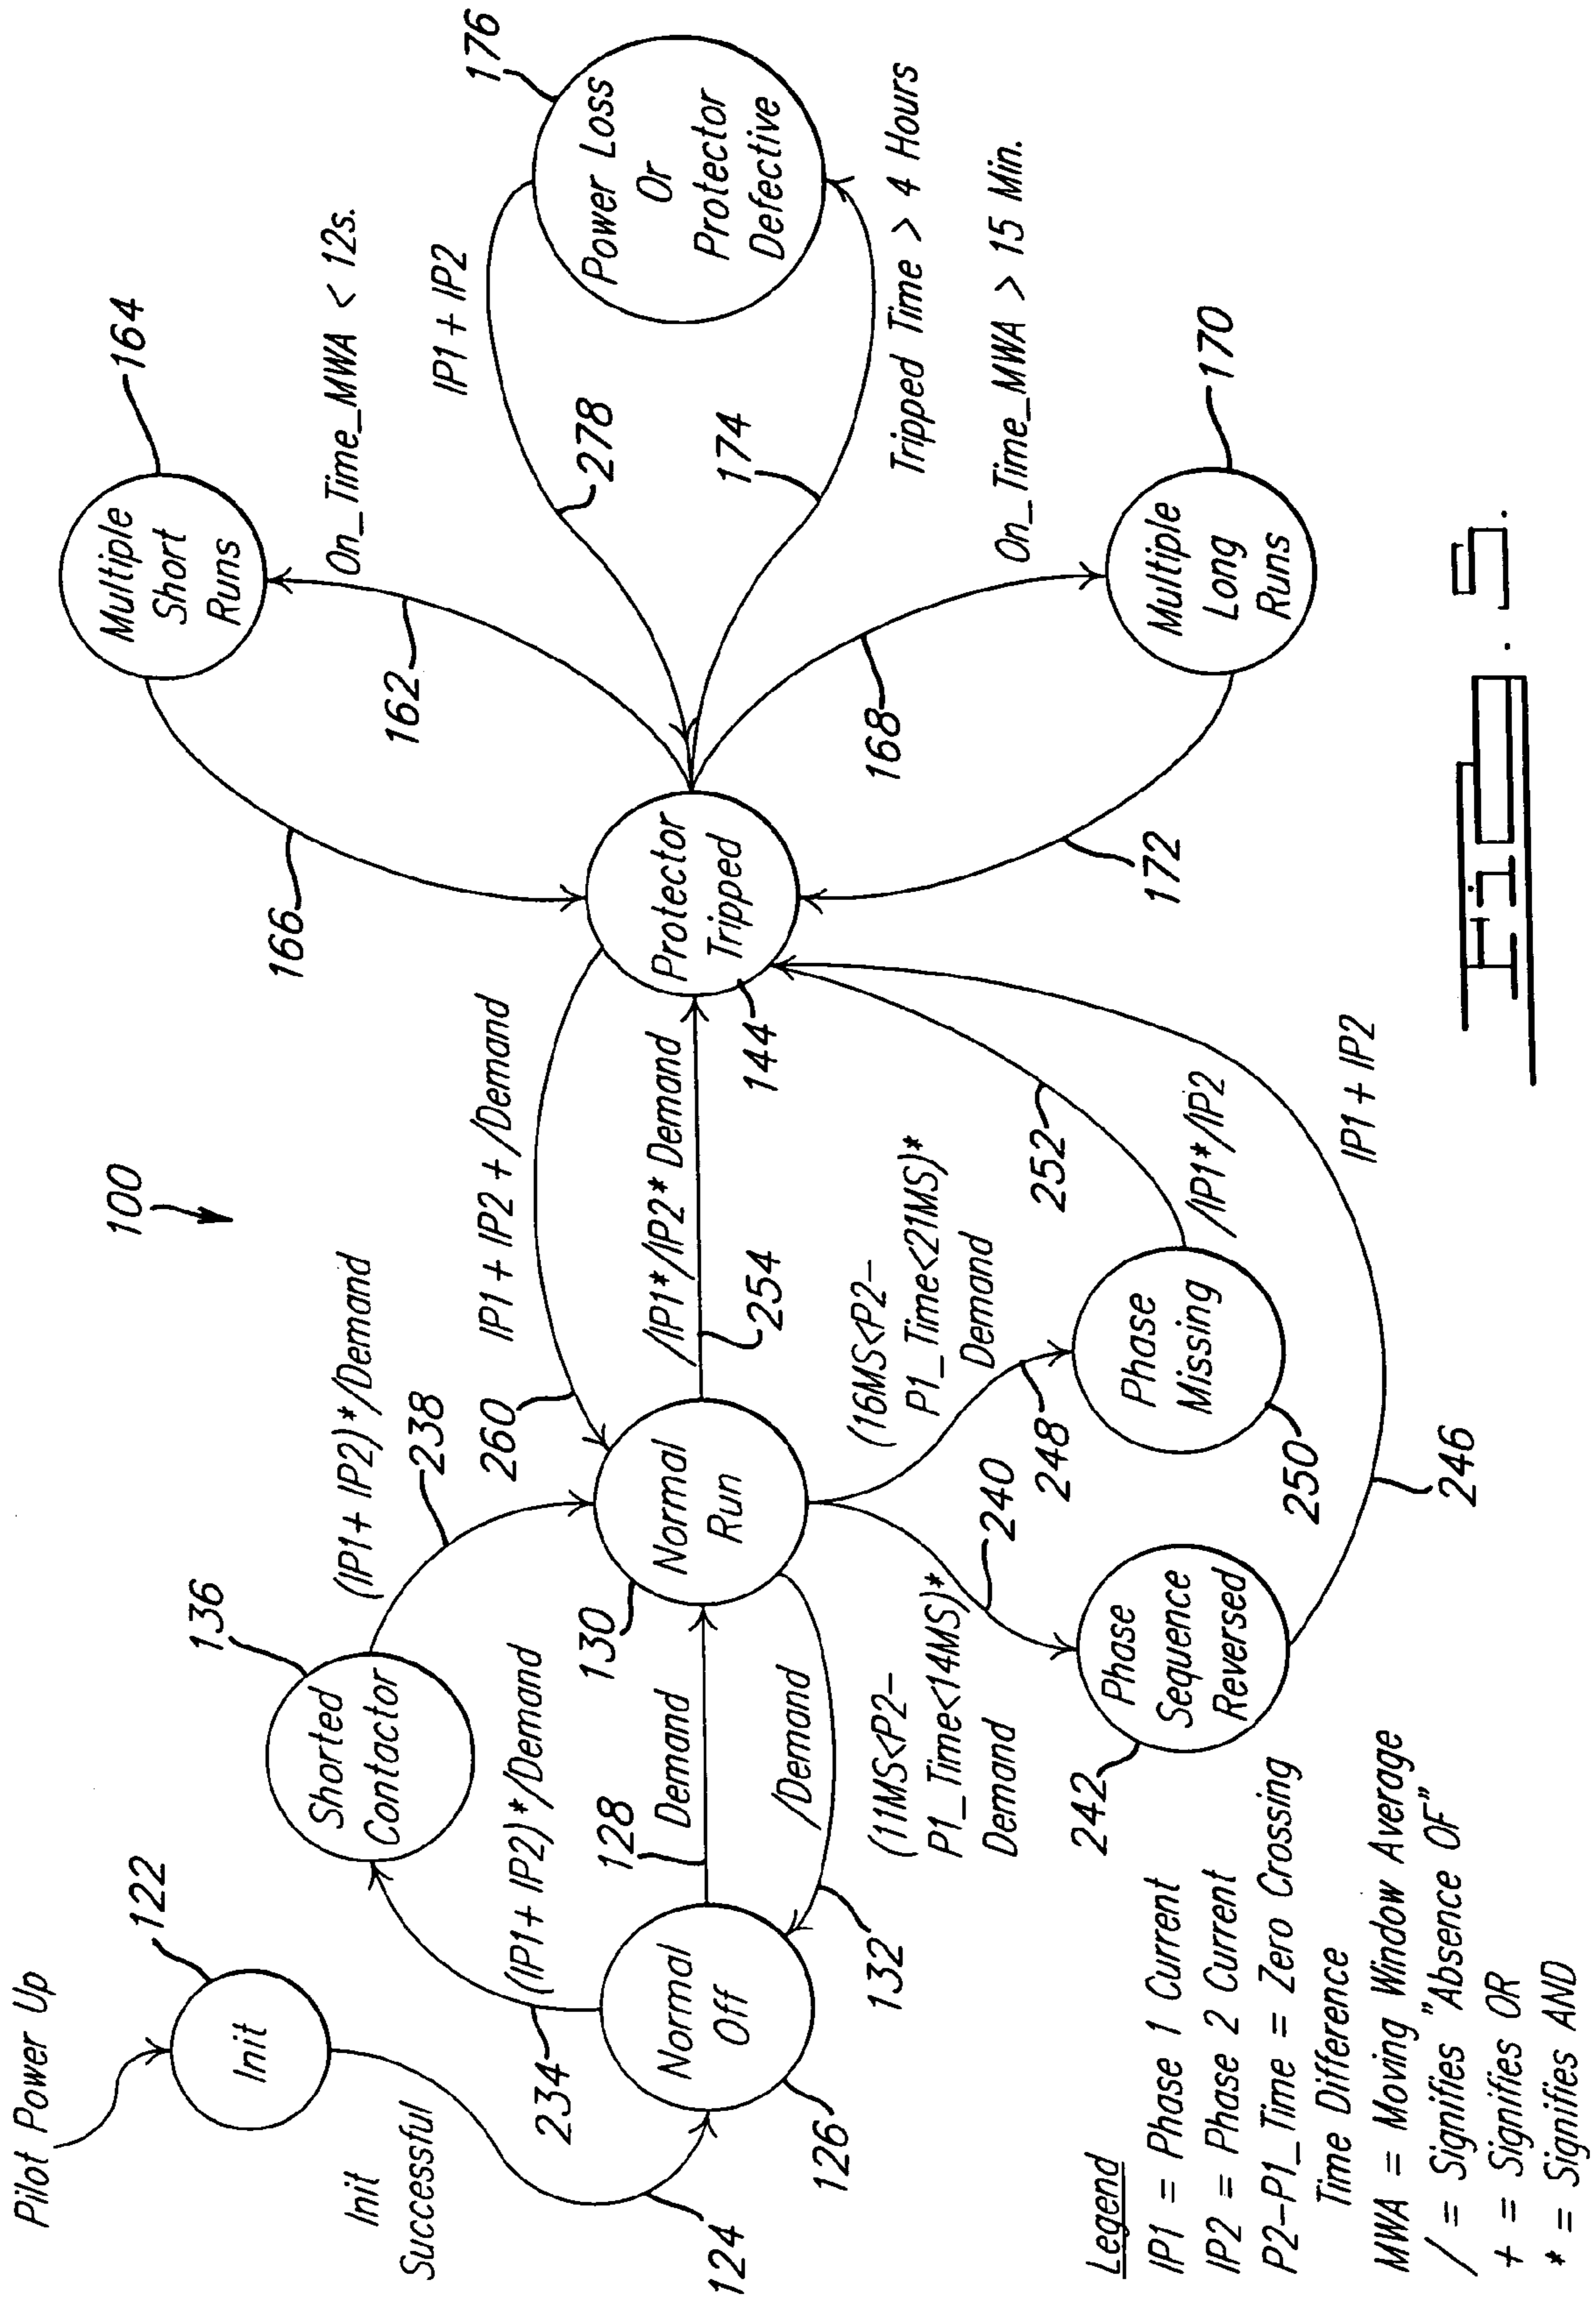 100
Pilot Power Up
122
Init
Init
Successful
124
136
Shorted
Contactor
(IP1+ IP2)*/Demand
238
234
(IP1+ IP2)*/Demand
Normal
Off
126
128
Demand
130
Normal
Run
/Demand
132
260
IP1 + IP2 +/Demand
/IP1*/IP2* Demand
254
144
Protector
Tripped
166
162
Multiple
Short
Runs
164
On_Time_MWA < 12s.
IP1 + IP2
278
176
Power Loss
Or
Protector
Defective
174
Tripped Time > 4 Hours
On_Time_MWA > 15 Min.
168
170
Multiple
Long
Runs
172
(11MS<P2-
P1_Time<14MS)*
Demand
240
242
Phase
Sequence
Reversed
(16MS<P2-
P1_Time<21MS)*
Demand
248
250
Phase
Missing
252
/IP1*/IP2
246
IP1 + IP2
Legend
IP1 = Phase 1 Current
IP2 = Phase 2 Current
P2-P1_Time = Zero Crossing
Time Difference
MWA = Moving Window Average
/ = Signifies "Absence OF"
+ = Signifies OR
* = Signifies AND
Fig. 5.